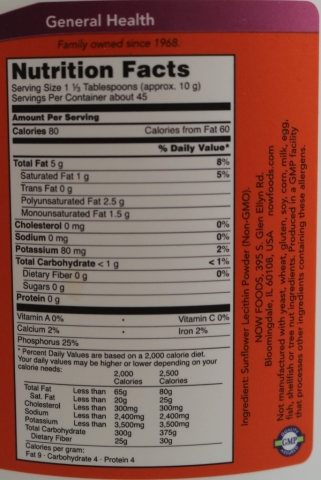 General Health
Family owned since 1968.
Nutrition Facts
Serving Size 1 1/3 Tablespoons (approx. 10 g)
Servings Per Container about 45
Amount Per Serving
Calories 80 Calories from Fat 60
% Daily Value*
Total Fat 5 g 8%
Saturated Fat 1 g 5%
Trans Fat 0 g
Polyunsaturated Fat 2.5 g
Monounsaturated Fat 1.5 g
Cholesterol 0 mg 0%
Sodium 0 mg 0%
Potassium 80 mg 2%
Total Carbohydrate < 1 g < 1%
Dietary Fiber 0 g 0%
Sugars 0 g
Protein 0 g
Vitamin A 0% • Vitamin C 0%
Calcium 2% • Iron 2%
Phosphorus 25%
* Percent Daily Values are based on a 2,000 calorie diet.
Your daily values may be higher or lower depending on your
calorie needs:
2,000 2,500
Calories Calories
Total Fat Less than 65g 80g
Sat. Fat Less than 20g 25g
Cholesterol Less than 300mg 300mg
Sodium Less than 2,400mg 2,400mg
Potassium Less than 3,500mg 3,500mg
Total Carbohydrate 300g 375g
Dietary Fiber 25g 30g
Calories per gram:
Fat 9 · Carbohydrate 4 · Protein 4
Ingredient: Sunflower Lecithin Powder (Non-GMO).
NOW FOODS, 395 S. Glen Ellyn Rd.
Bloomingdale, IL 60108, USA nowfoods.com
Not manufactured with yeast, wheat, gluten, soy, corn, milk, egg,
fish, shellfish or tree nut ingredients. Produced in a GMP facility
that processes other ingredients containing these allergens.
GMP